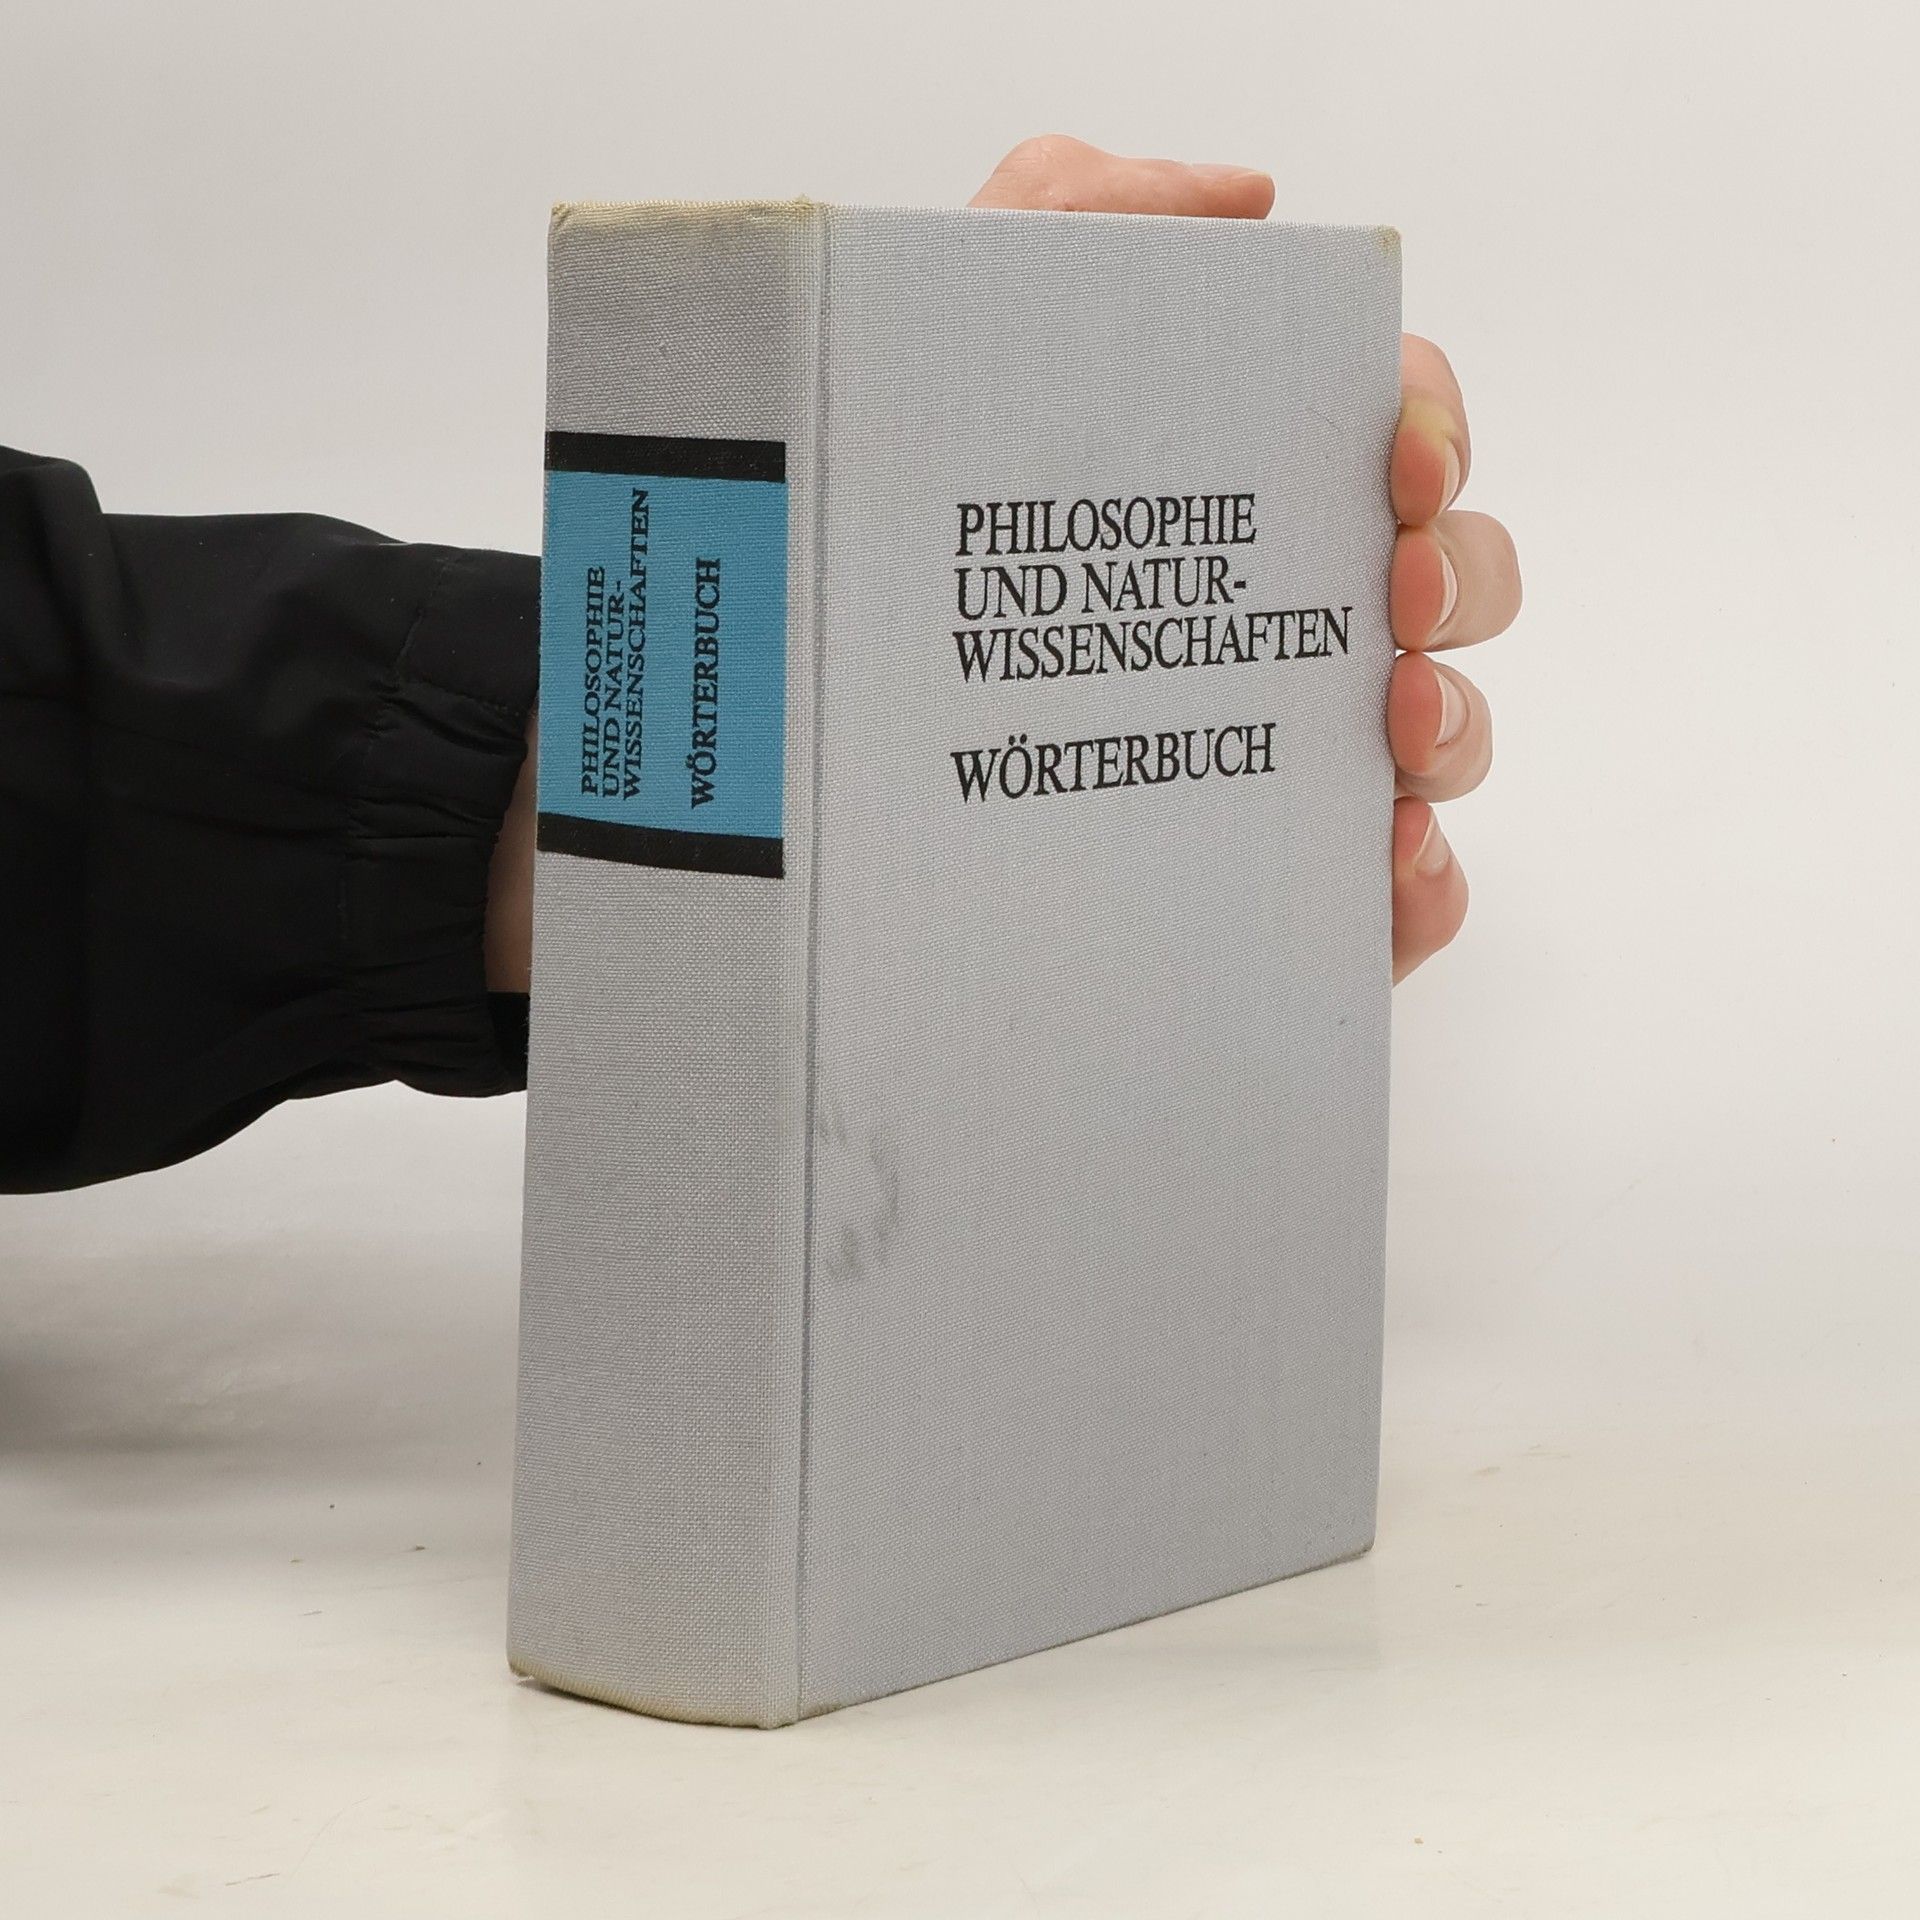 PHILOSOPHIE
UND NATUR-
WISSENSCHAFTEN
WÖRTERBUCH
PHILOSOPHIE
UND NATUR-
WISSENSCHAFTEN
WÖRTERBUCH